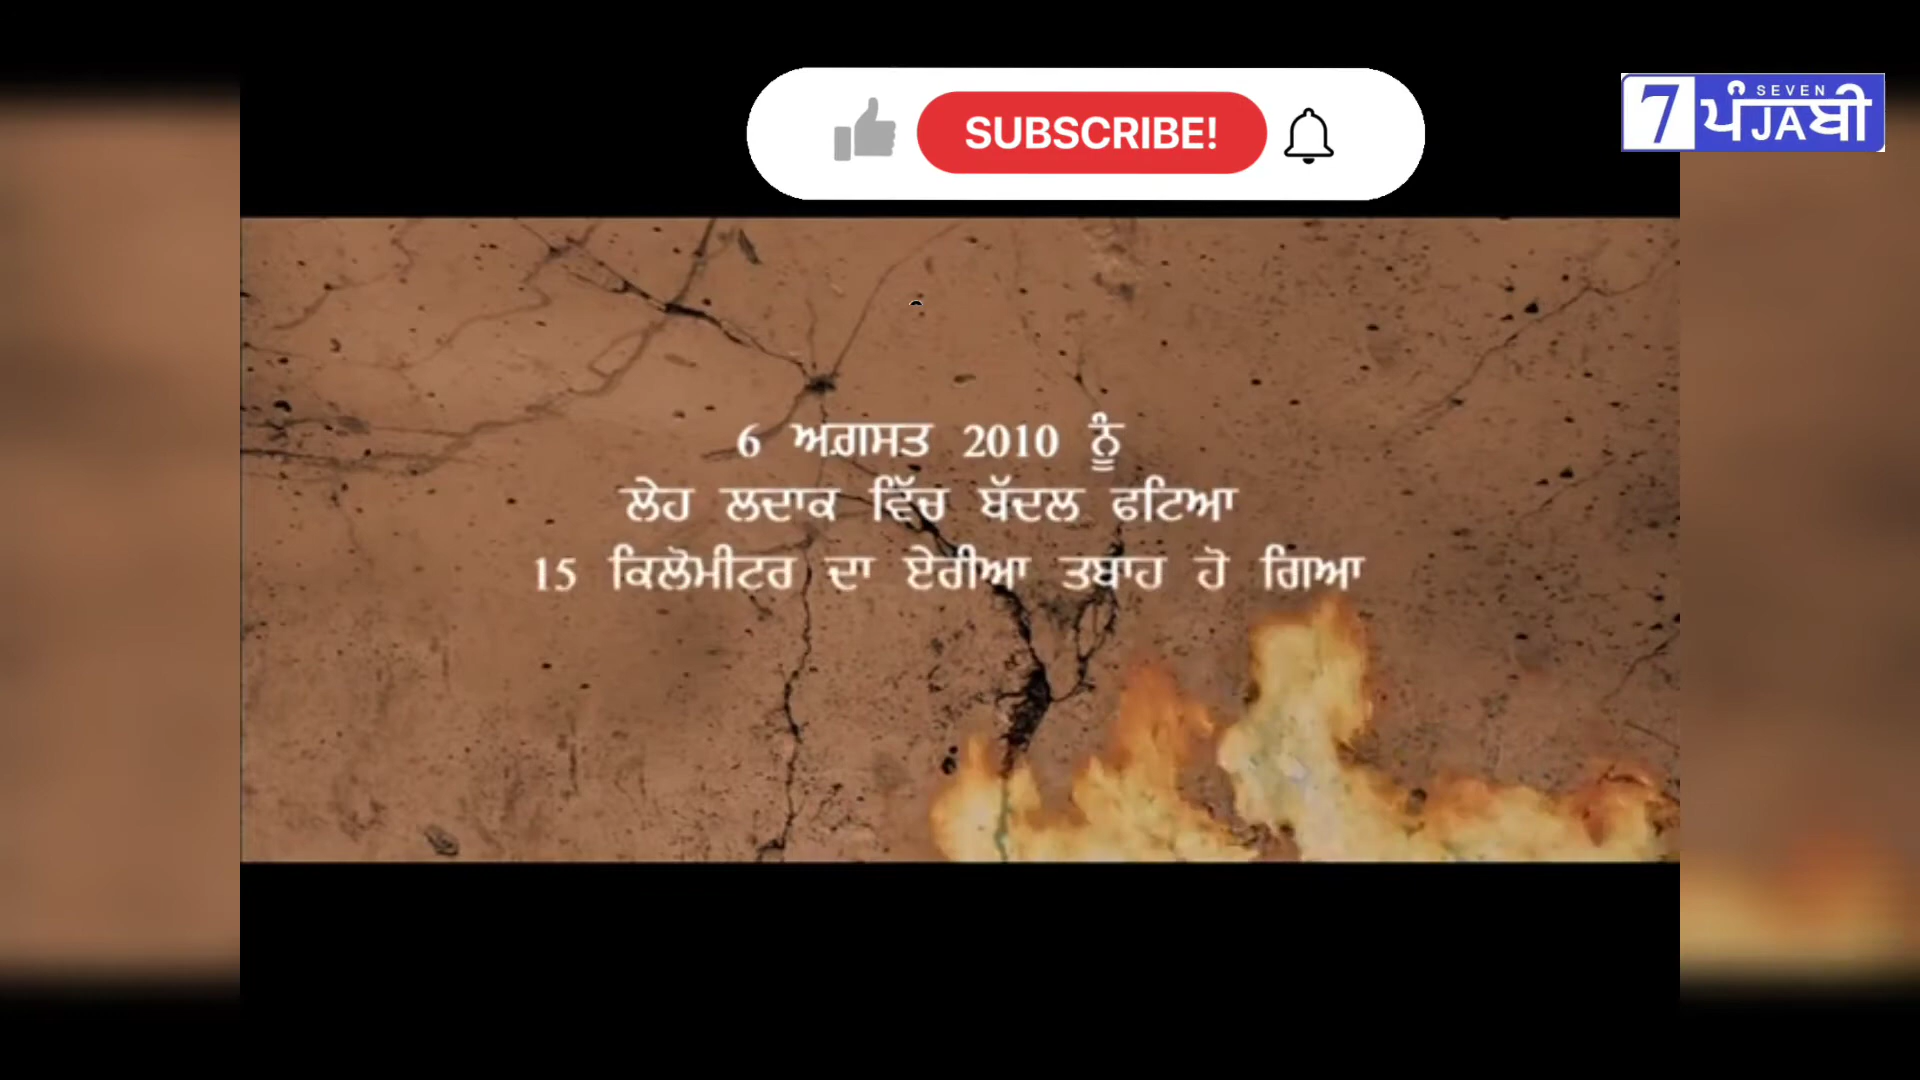 SUBSCRIBE!
7 SEVEN ਪੰJAਬੀ
6 ਅਗਸਤ 2010 ਨੂੰ
ਲੇਹ ਲਦਾਕ ਵਿੱਚ ਬੱਦਲ ਫਟਿਆ
15 ਕਿਲੋਮੀਟਰ ਦਾ ਏਰੀਆ ਤਬਾਹ ਹੋ ਗਿਆ